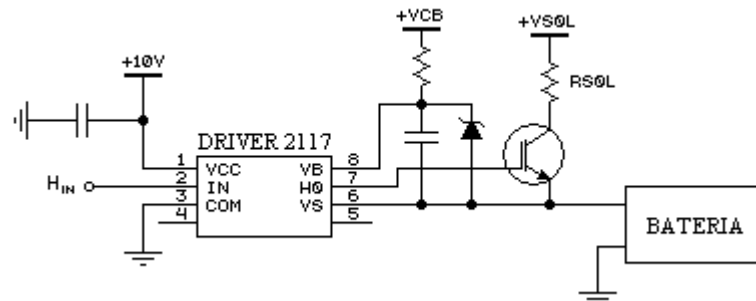 +VCB
+VSOL
+10V
RSOL
DRIVER 2117
1 VCC VB 8
HIN 2 IN HO 7
3 COM VS 6
4 5
BATERIA